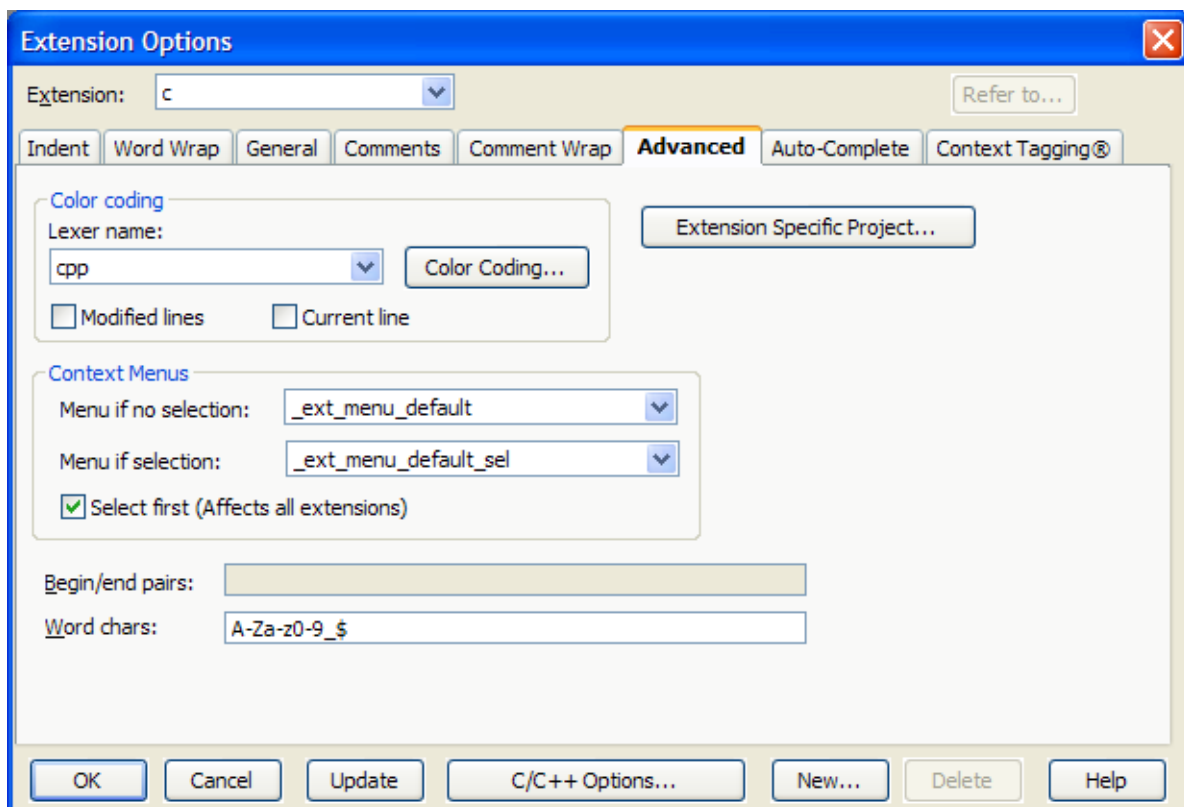 Extension Options
Extension: c Refer to...
Indent Word Wrap General Comments Comment Wrap Advanced Auto-Complete Context Tagging®
Color coding
Lexer name:
Extension Specific Project...
cpp Color Coding...
Modified lines Current line
Context Menus
Menu if no selection: _ext_menu_default
Menu if selection: _ext_menu_default_sel
Select first (Affects all extensions)
Begin/end pairs:
Word chars: A-Za-z0-9_$
OK Cancel Update C/C++ Options... New... Delete Help